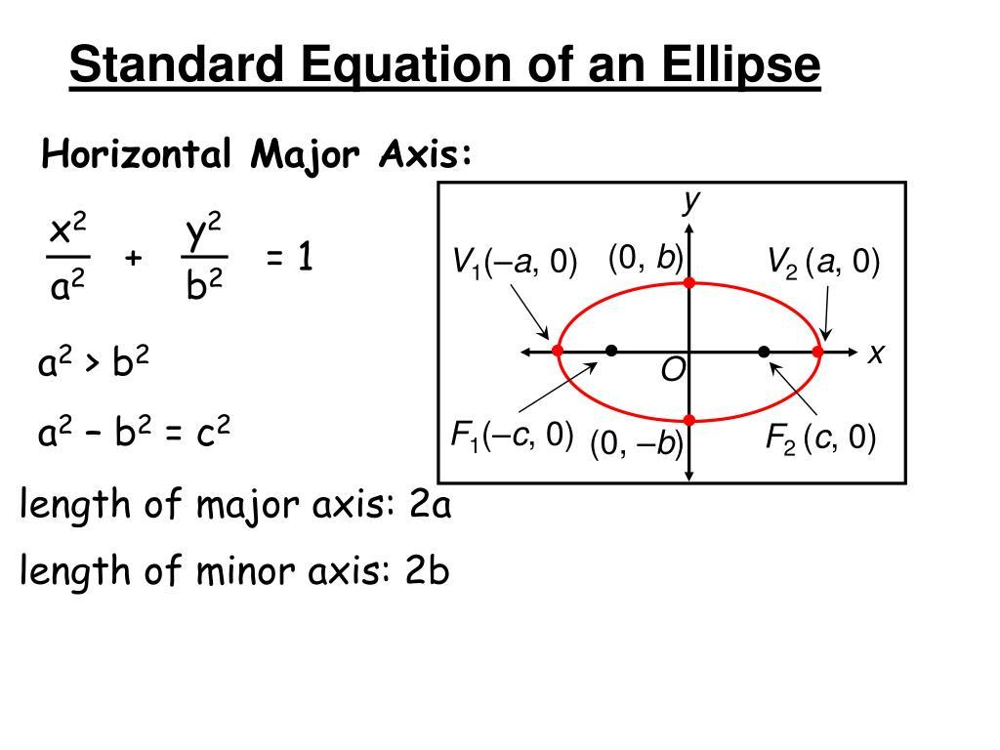 Standard Equation of an Ellipse
Horizontal Major Axis:
x² / a² + y² / b² = 1
a² > b²
a² – b² = c²
length of major axis: 2a
length of minor axis: 2b
y
V₁(–a, 0) (0, b) V₂ (a, 0)
x
O
F₁(–c, 0) (0, –b) F₂ (c, 0)